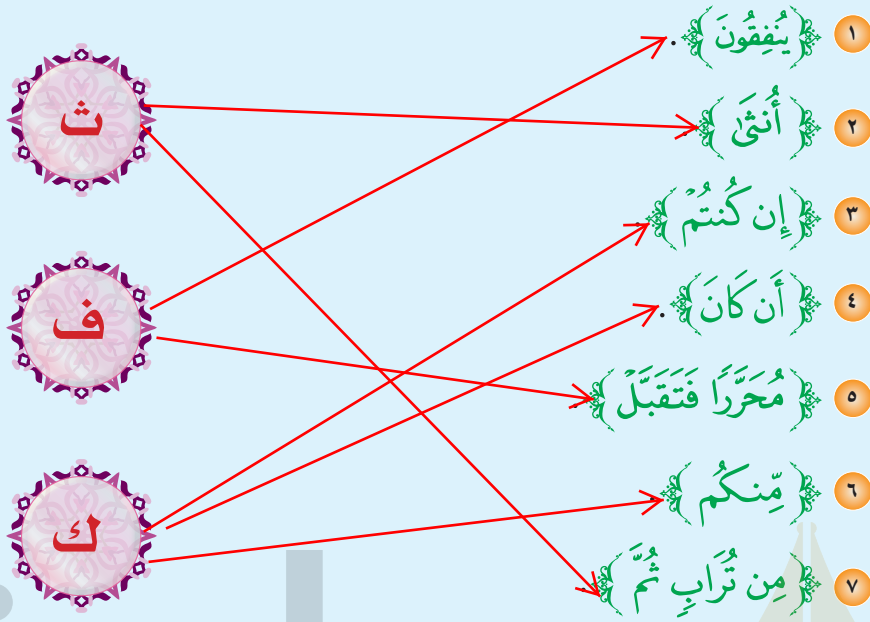 ١ ﴿يُنفِقُونَ﴾.
ث
٢ ﴿أُنثَىٰ﴾.
٣ ﴿إِن كُنتُمْ﴾.
ف
٤ ﴿أَن كَانَ﴾.
٥ ﴿مُحَرَّرًا فَتَقَبَّلْ﴾.
٦ ﴿مِّنكُم﴾.
ك
٧ ﴿مِن تُرَابٍ ثُمَّ﴾.